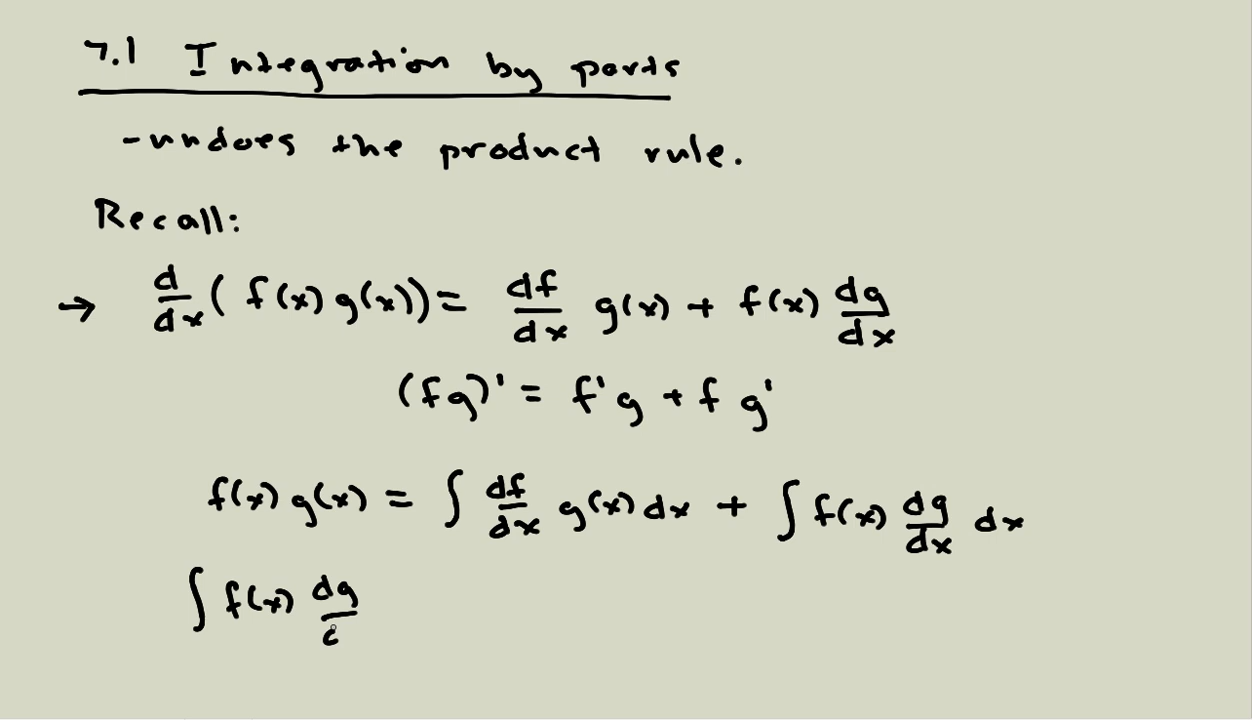 7.1 Integration by parts
-undoes the product rule.
Recall:
→ d/dx ( f(x) g(x)) = df/dx g(x) + f(x) dg/dx
(fg)' = f'g + f g'
f(x) g(x) = ∫ df/dx g(x) dx + ∫ f(x) dg/dx dx
∫ f(x) dg/c